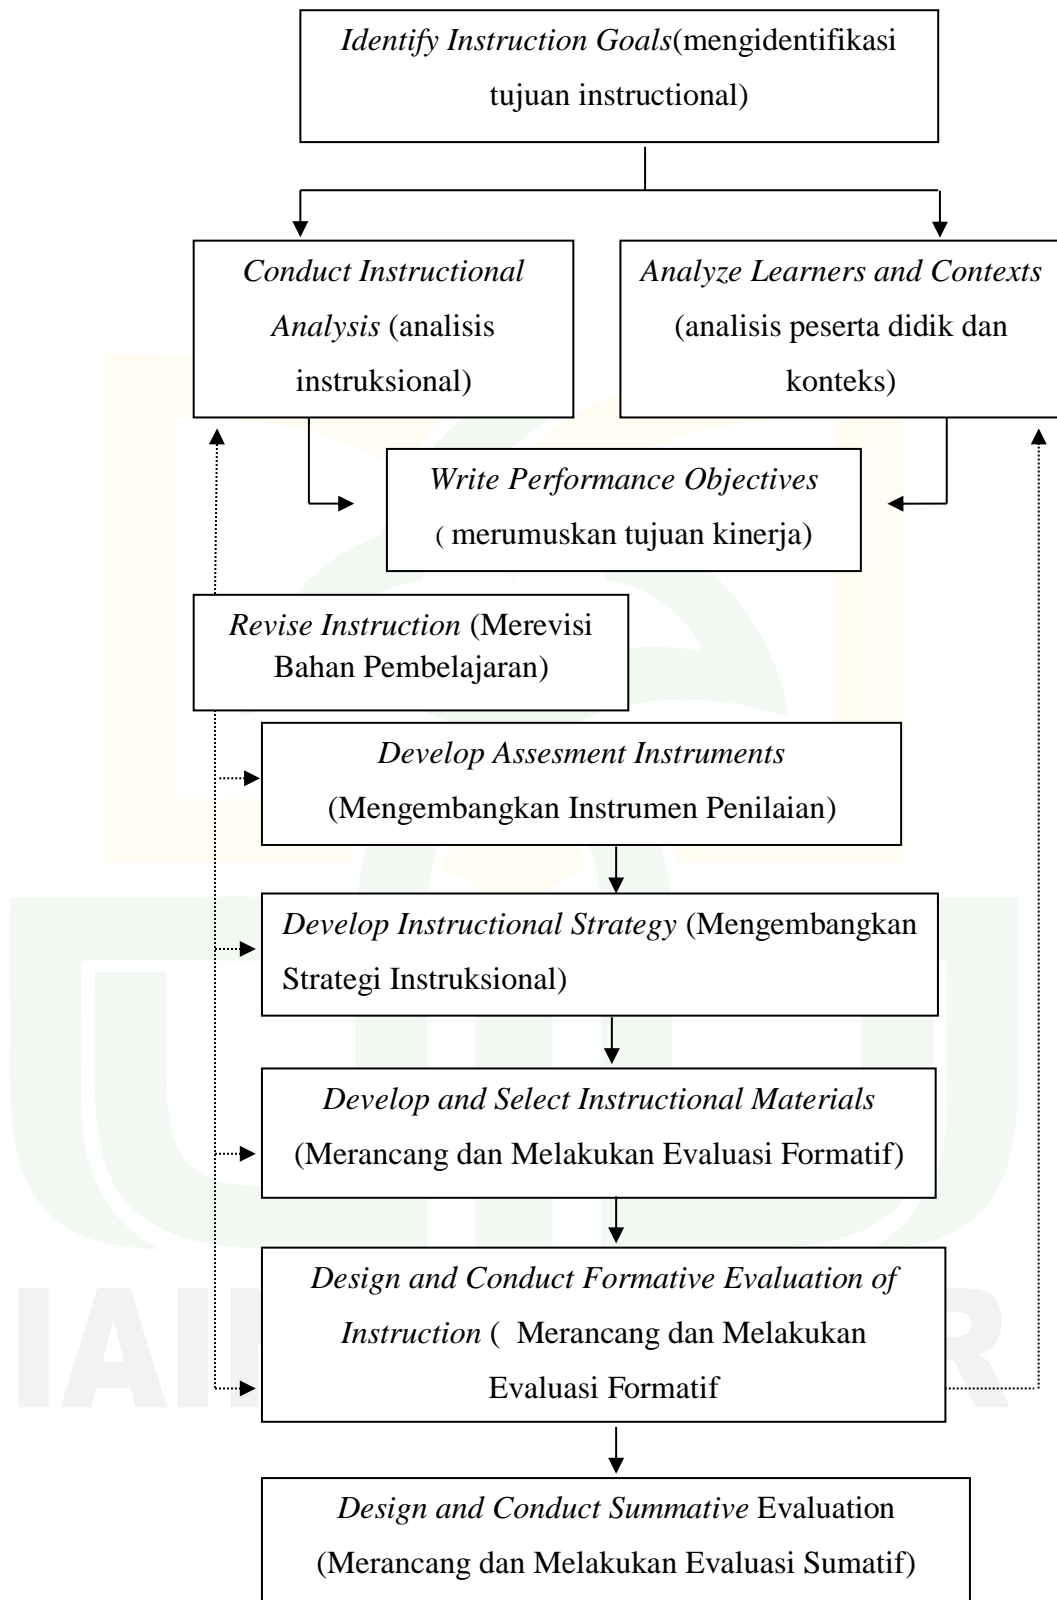 Identify Instruction Goals(mengidentifikasi
tujuan instructional)
Conduct Instructional
Analysis (analisis
instruksional)
Analyze Learners and Contexts
(analisis peserta didik dan
konteks)
Write Performance Objectives
( merumuskan tujuan kinerja)
Revise Instruction (Merevisi
Bahan Pembelajaran)
Develop Assesment Instruments
(Mengembangkan Instrumen Penilaian)
Develop Instructional Strategy (Mengembangkan
Strategi Instruksional)
Develop and Select Instructional Materials
(Merancang dan Melakukan Evaluasi Formatif)
Design and Conduct Formative Evaluation of
Instruction ( Merancang dan Melakukan
Evaluasi Formatif
Design and Conduct Summative Evaluation
(Merancang dan Melakukan Evaluasi Sumatif)